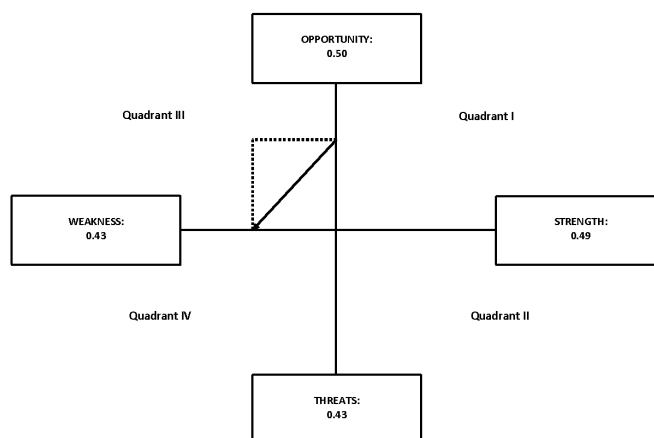 OPPORTUNITY:
0.50
Quadrant III
Quadrant I
WEAKNESS:
0.43
STRENGTH:
0.49
Quadrant IV
Quadrant II
THREATS:
0.43